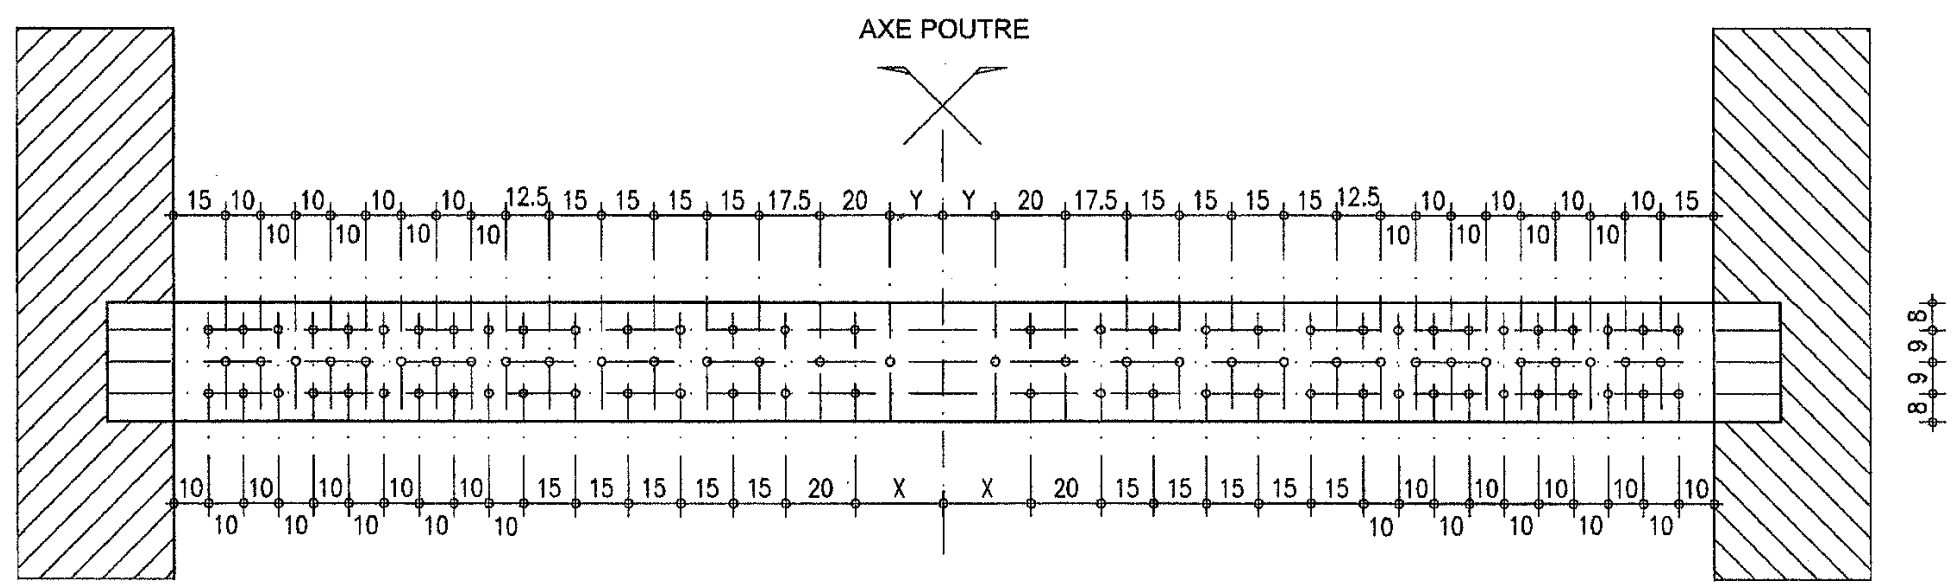 AXE POUTRE
15 10 10 10 10 12.5 15 15 15 15 17.5 20 Y Y 20 17.5 15 15 15 15 12.5 10 10 10 10 15
10 10 10 10 10 10 10 10
8
9
9
8
10 10 10 10 10 15 15 15 15 15 20 X X 20 15 15 15 15 15 10 10 10 10 10
10 10 10 10 10 10 10 10 10 10